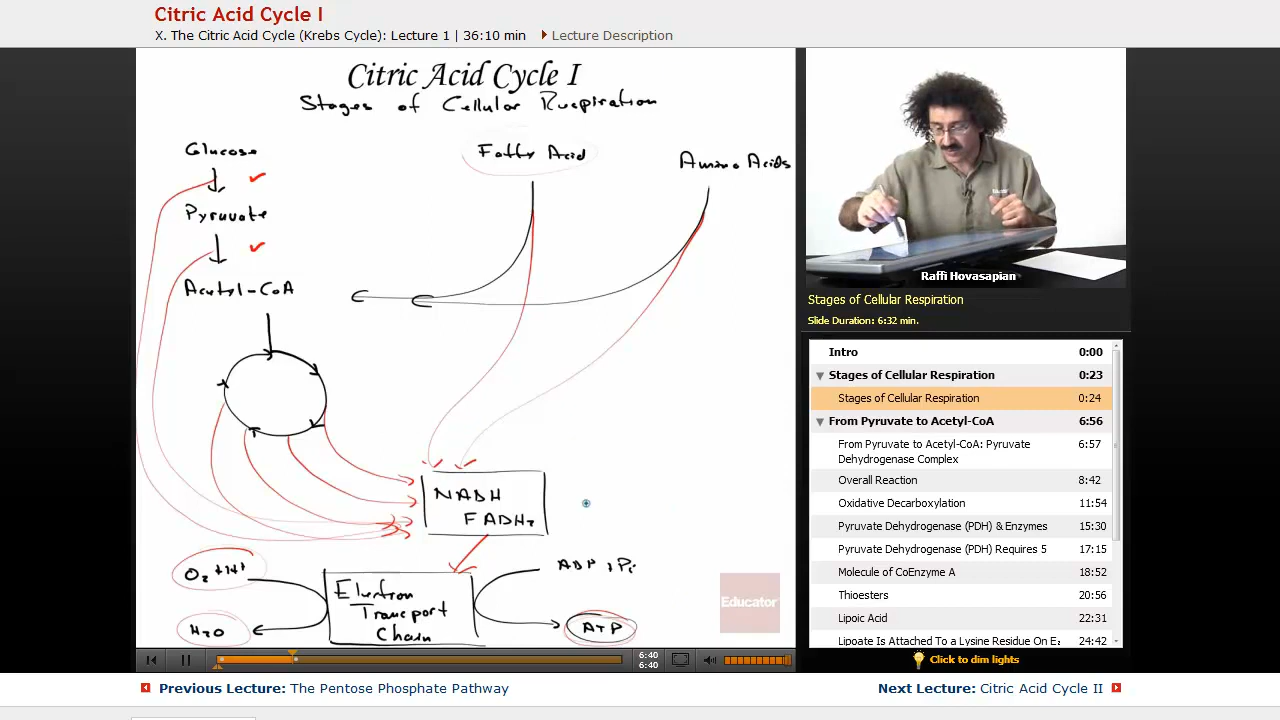 Citric Acid Cycle I
X. The Citric Acid Cycle (Krebs Cycle): Lecture 1 | 36:10 min
Lecture Description
Citric Acid Cycle I
Stages of Cellular Respiration
Glucose
Fatty Acid
Amino Acids
Pyruvate
Acetyl-CoA
NADH
FADH₂
O₂ + H⁺
ADP + Pi
Electron
Transport
Chain
H₂O
ATP
Educator
Raffi Hovasapian
Stages of Cellular Respiration
Slide Duration: 6:32 min.
Intro 0:00
Stages of Cellular Respiration 0:23
Stages of Cellular Respiration 0:24
From Pyruvate to Acetyl-CoA 6:56
From Pyruvate to Acetyl-CoA: Pyruvate 6:57
Dehydrogenase Complex
Overall Reaction 8:42
Oxidative Decarboxylation 11:54
Pyruvate Dehydrogenase (PDH) & Enzymes 15:30
Pyruvate Dehydrogenase (PDH) Requires 5 17:15
Molecule of CoEnzyme A 18:52
Thioesters 20:56
Lipoic Acid 22:31
Lipoate Is Attached To a Lysine Residue On E₂ 24:42
6:40
6:40
Click to dim lights
Previous Lecture: The Pentose Phosphate Pathway
Next Lecture: Citric Acid Cycle II